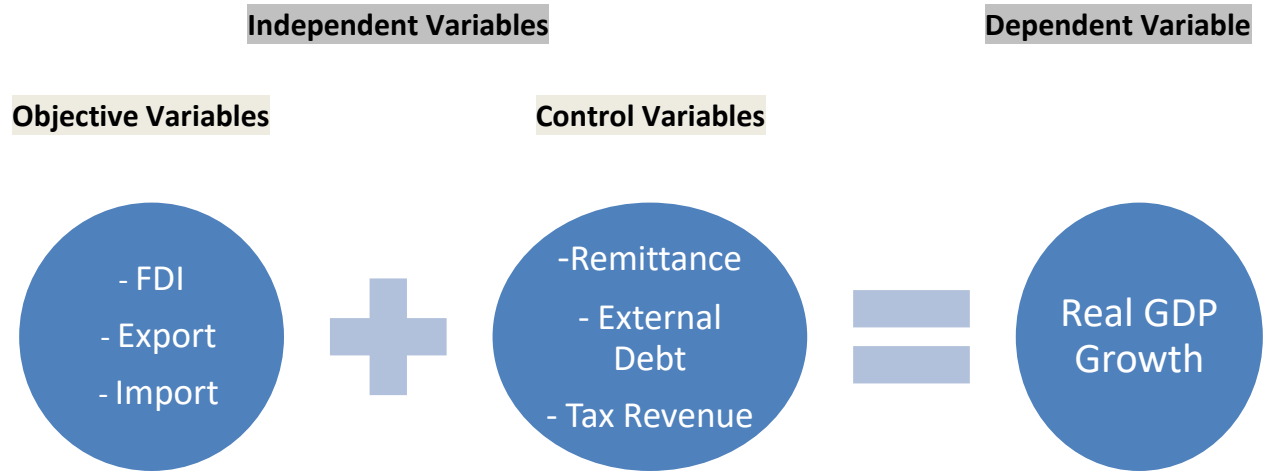 Independent Variables
Dependent Variable
Objective Variables
Control Variables
- FDI
- Export
- Import
-Remittance
- External
Debt
- Tax Revenue
Real GDP
Growth